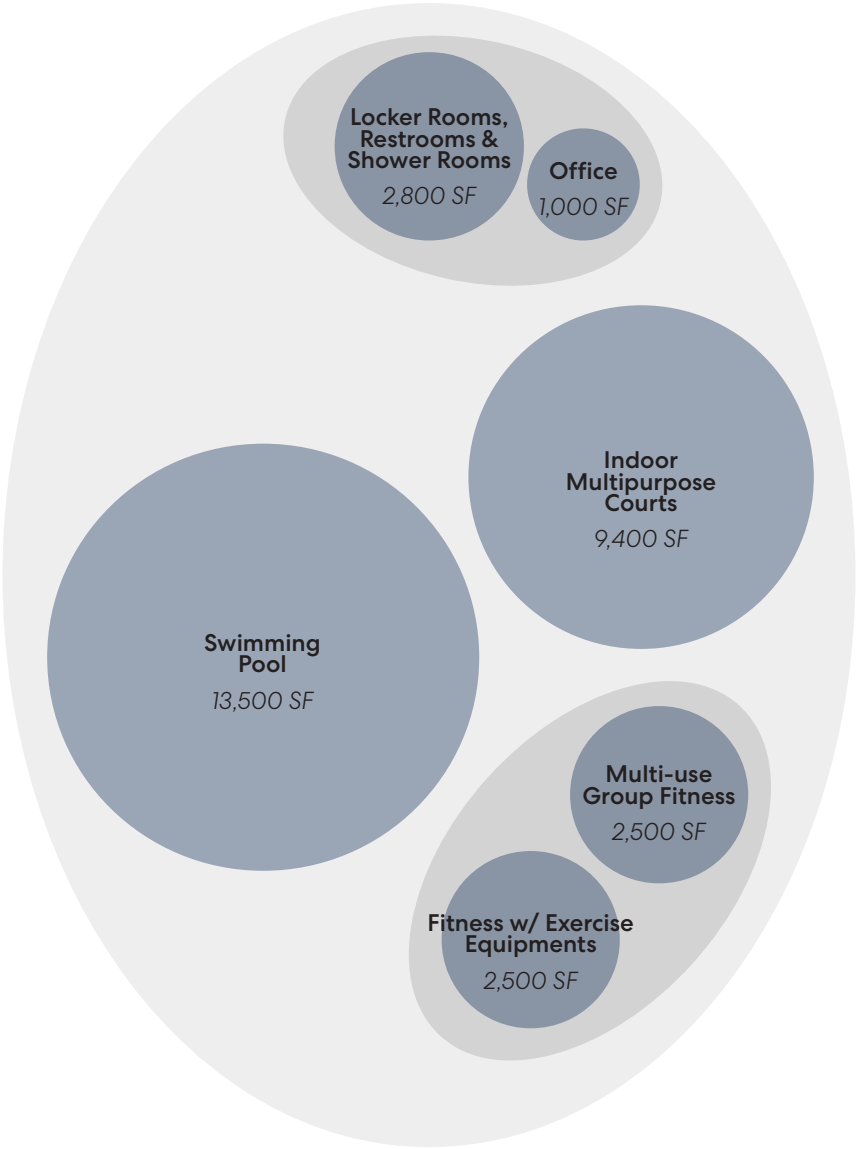 Locker Rooms,
Restrooms &
Shower Rooms
2,800 SF
Office
1,000 SF
Indoor
Multipurpose
Courts
9,400 SF
Swimming
Pool
13,500 SF
Multi-use
Group Fitness
2,500 SF
Fitness w/ Exercise
Equipments
2,500 SF